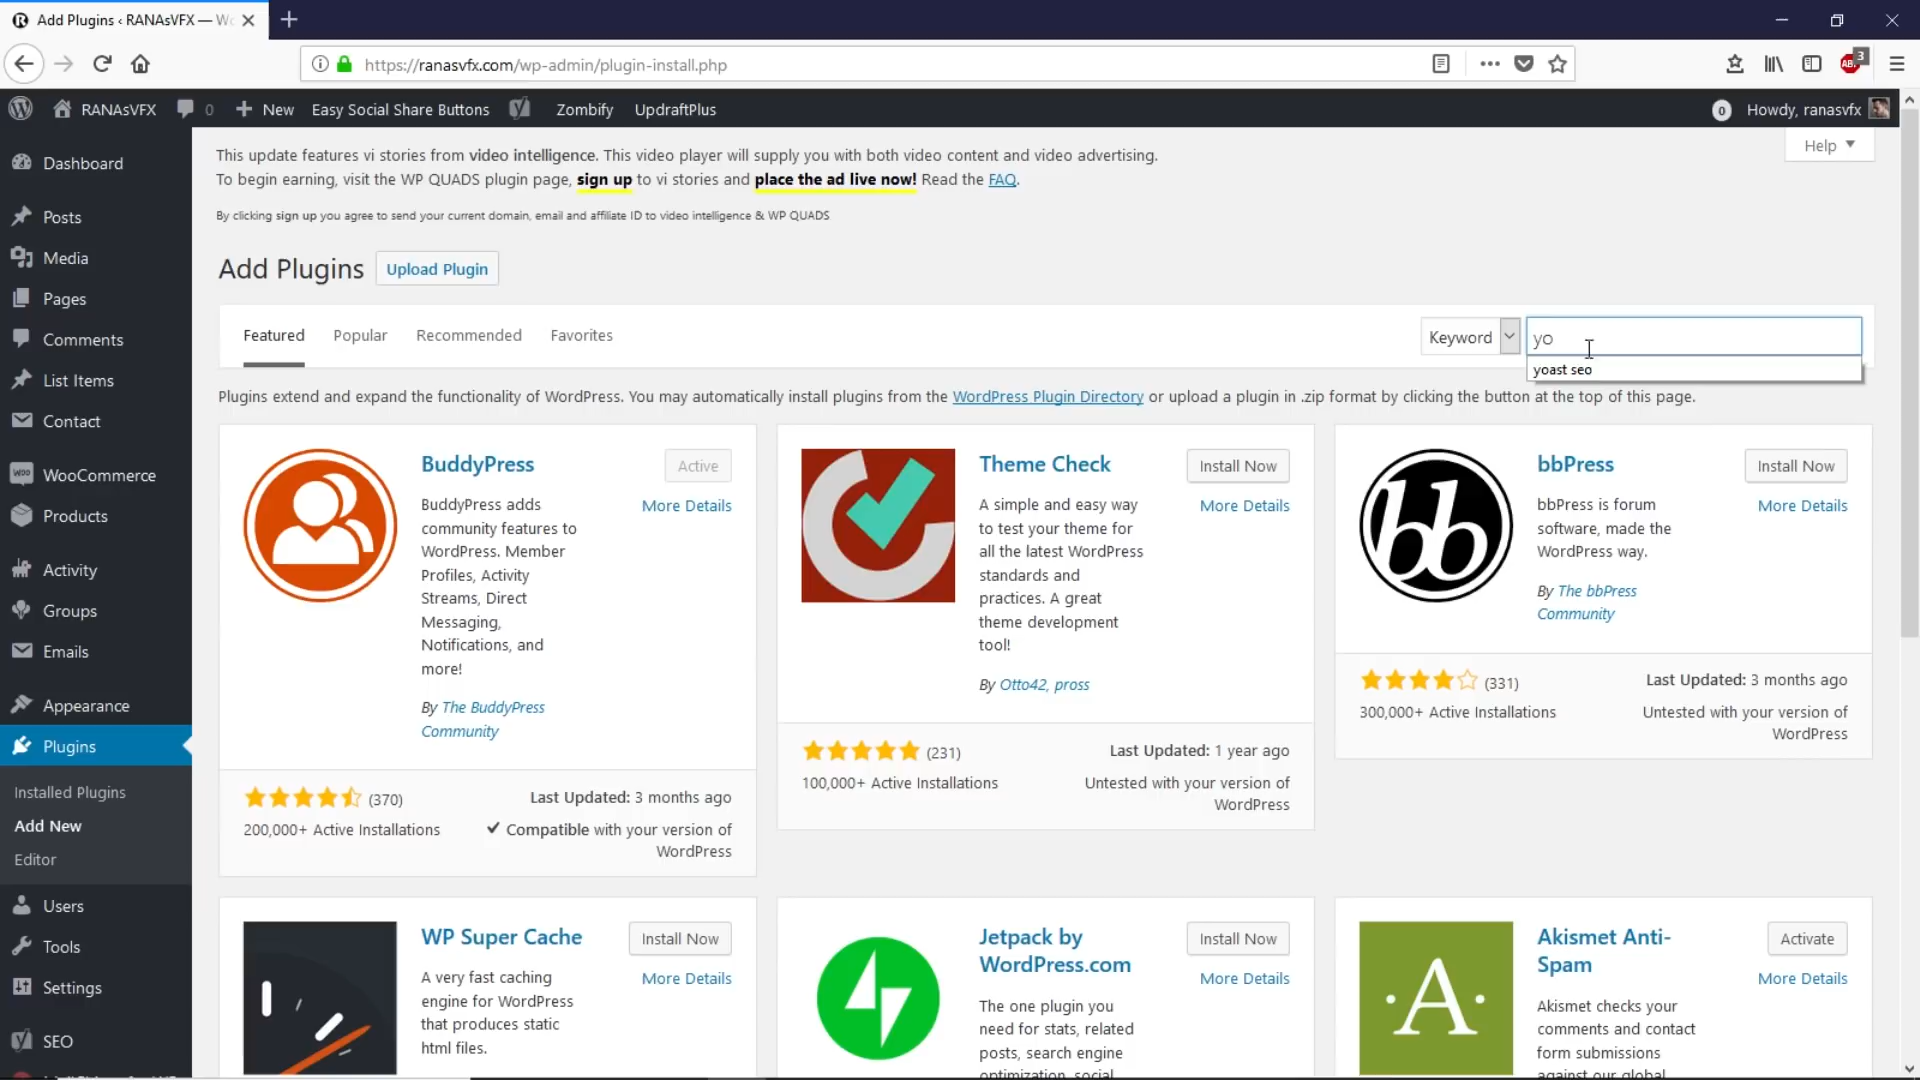 Add Plugins ‹ RANAsVFX — Wo
https://ranasvfx.com/wp-admin/plugin-install.php
ABP 3
RANAsVFX 0 New Easy Social Share Buttons Zombify UpdraftPlus 0 Howdy, ranasvfx
Help
This update features vi stories from video intelligence. This video player will supply you with both video content and video advertising.
To begin earning, visit the WP QUADS plugin page, sign up to vi stories and place the ad live now! Read the FAQ.
By clicking sign up you agree to send your current domain, email and affiliate ID to video intelligence & WP QUADS
Dashboard
Posts
Media
Pages
Comments
List Items
Contact
WooCommerce
Products
Activity
Groups
Emails
Appearance
Plugins
Installed Plugins
Add New
Editor
Users
Tools
Settings
SEO
Add Plugins Upload Plugin
Featured Popular Recommended Favorites Keyword yo
yoast seo
Plugins extend and expand the functionality of WordPress. You may automatically install plugins from the WordPress Plugin Directory or upload a plugin in .zip format by clicking the button at the top of this page.
BuddyPress
Active
More Details
BuddyPress adds
community features to
WordPress. Member
Profiles, Activity
Streams, Direct
Messaging,
Notifications, and
more!
By The BuddyPress
Community
(370)
Last Updated: 3 months ago
200,000+ Active Installations
Compatible with your version of
WordPress
Theme Check
Install Now
More Details
A simple and easy way
to test your theme for
all the latest WordPress
standards and
practices. A great
theme development
tool!
By Otto42, pross
(231)
Last Updated: 1 year ago
100,000+ Active Installations
Untested with your version of
WordPress
bb
bbPress
Install Now
More Details
bbPress is forum
software, made the
WordPress way.
By The bbPress
Community
(331)
Last Updated: 3 months ago
300,000+ Active Installations
Untested with your version of
WordPress
WP Super Cache
Install Now
More Details
A very fast caching
engine for WordPress
that produces static
html files.
Jetpack by
WordPress.com
Install Now
More Details
The one plugin you
need for stats, related
posts, search engine
optimization, social
A
Akismet Anti-
Spam
Activate
More Details
Akismet checks your
comments and contact
form submissions
against our global